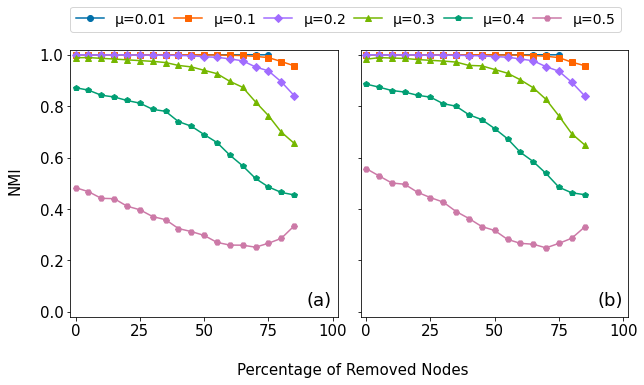 μ=0.01 μ=0.1 μ=0.2 μ=0.3 μ=0.4 μ=0.5
1.0
0.8
0.6
0.4
0.2
0.0
NMI
(a) (b)
0 25 50 75 100 0 25 50 75 100
Percentage of Removed Nodes